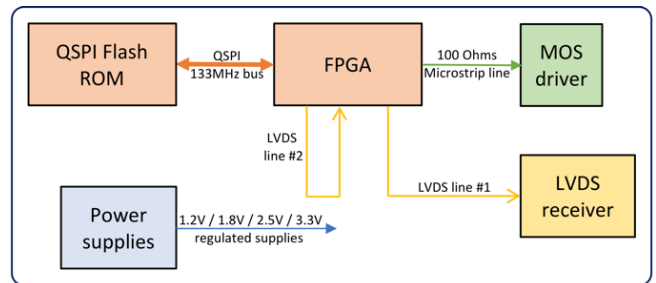 QSPI Flash
ROM
QSPI
133MHz bus
FPGA
100 Ohms
Microstrip line
MOS
driver
LVDS
line #2
LVDS line #1
LVDS
receiver
Power
supplies
1.2V / 1.8V / 2.5V / 3.3V
regulated supplies